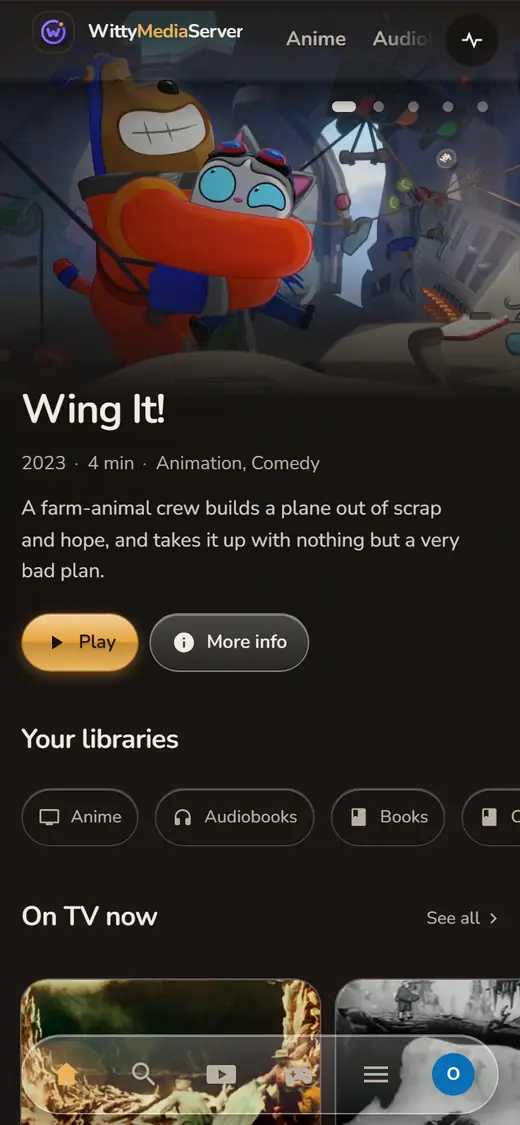 WittyMediaServer
Anime
Wing It!
2023 · 4 min · Animation, Comedy
A farm-animal crew builds a plane out of scrap
and hope, and takes it up with nothing but a very
bad plan.
Play
More info
Your libraries
Anime
Audiobooks
Books
On TV now
See all
O